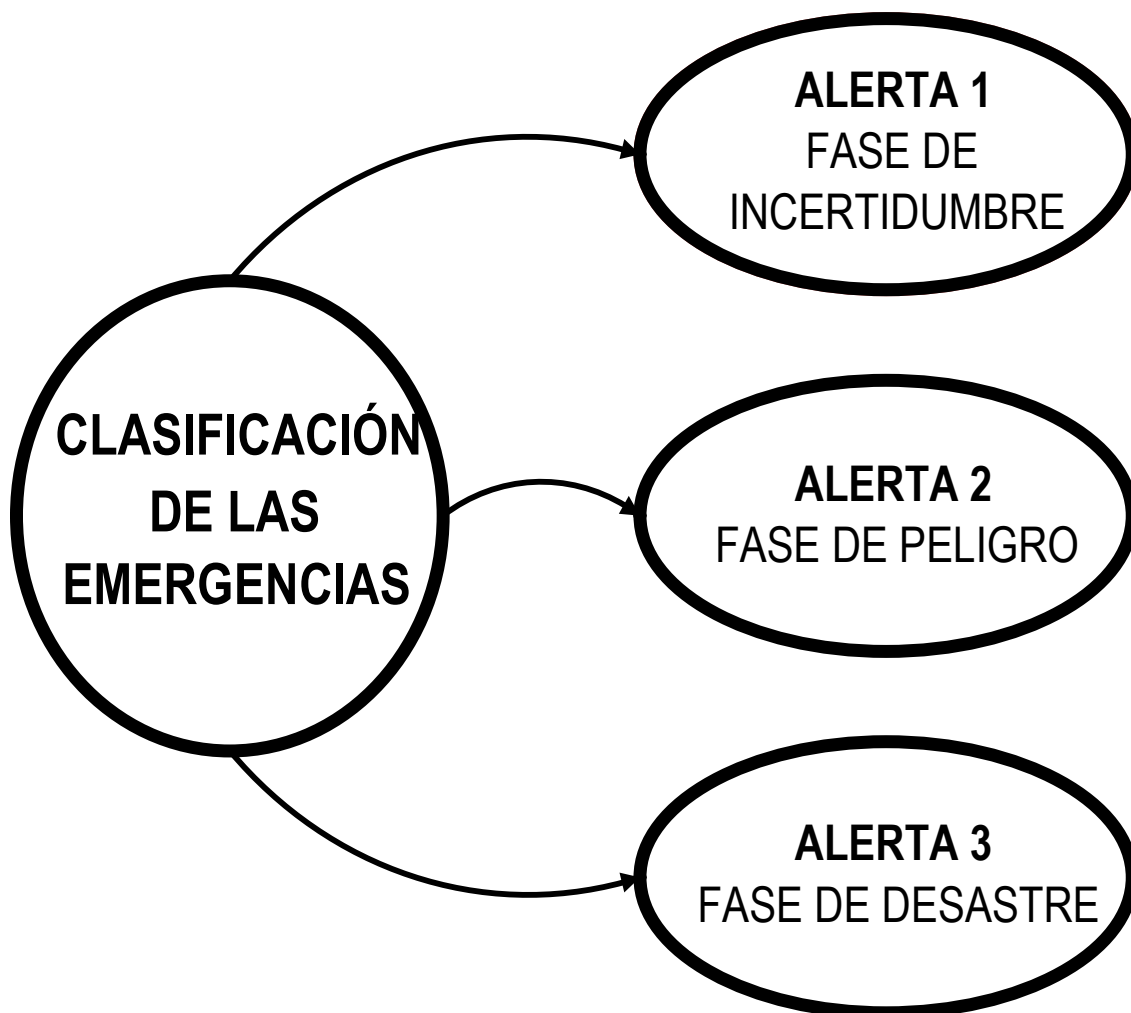 ALERTA 1
FASE DE
INCERTIDUMBRE
CLASIFICACIÓN
DE LAS
EMERGENCIAS
ALERTA 2
FASE DE PELIGRO
ALERTA 3
FASE DE DESASTRE